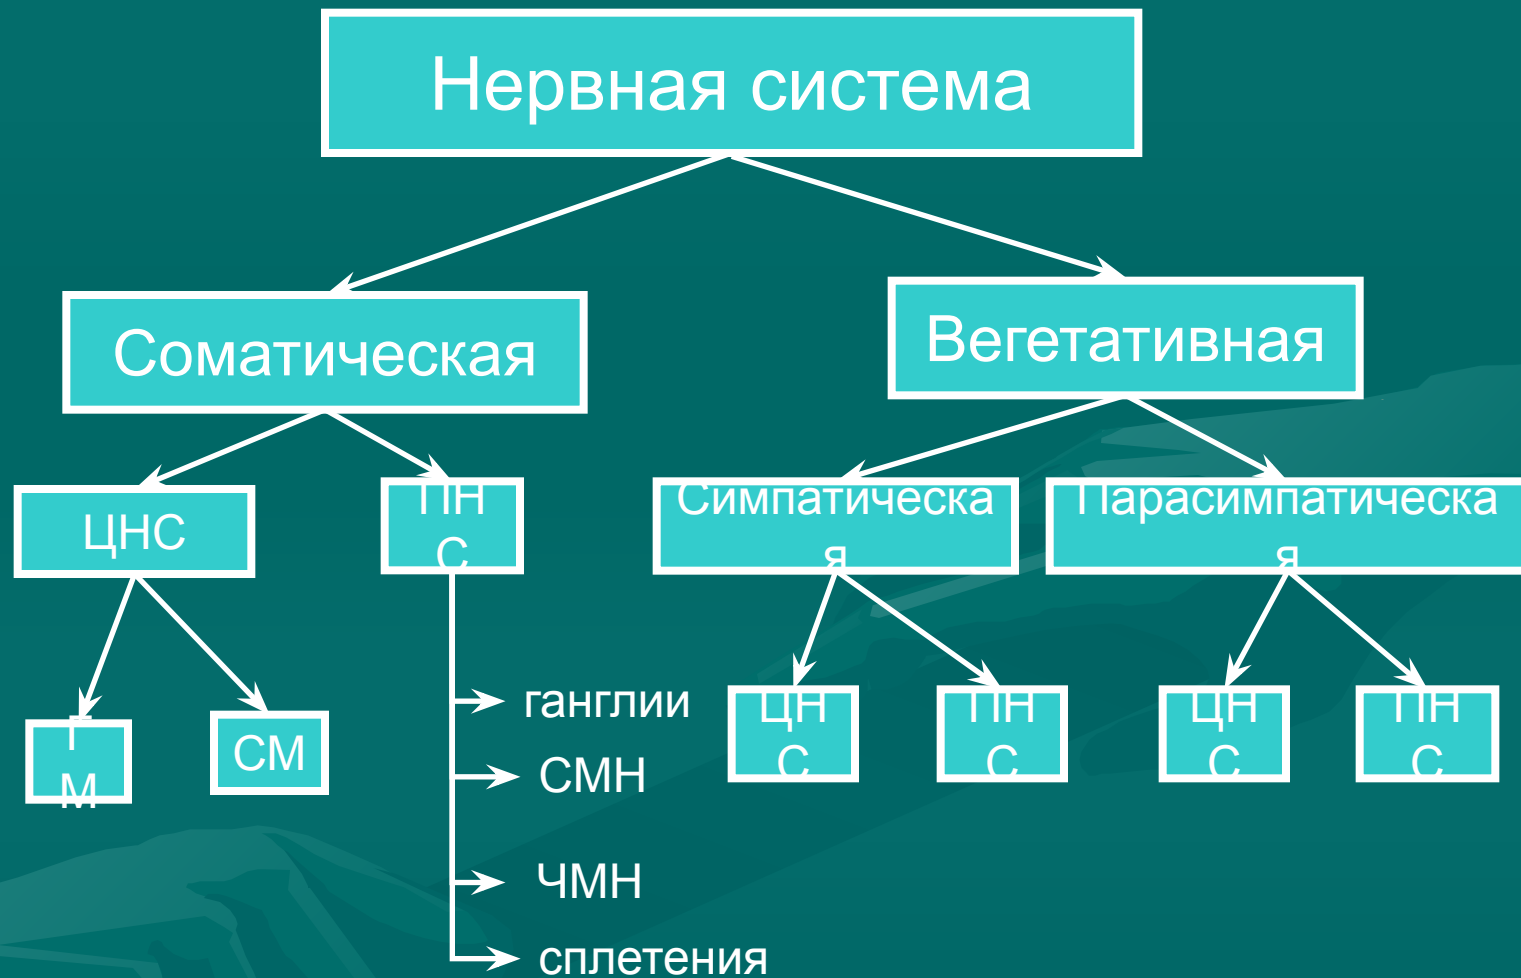 Нервная система
Соматическая
Вегетативная
ЦНС
ПН
С
Симпатическа
я
Парасимпатическа
я
Г
М
СМ
ганглии
СМН
ЧМН
сплетения
ЦН
С
ПН
С
ЦН
С
ПН
С